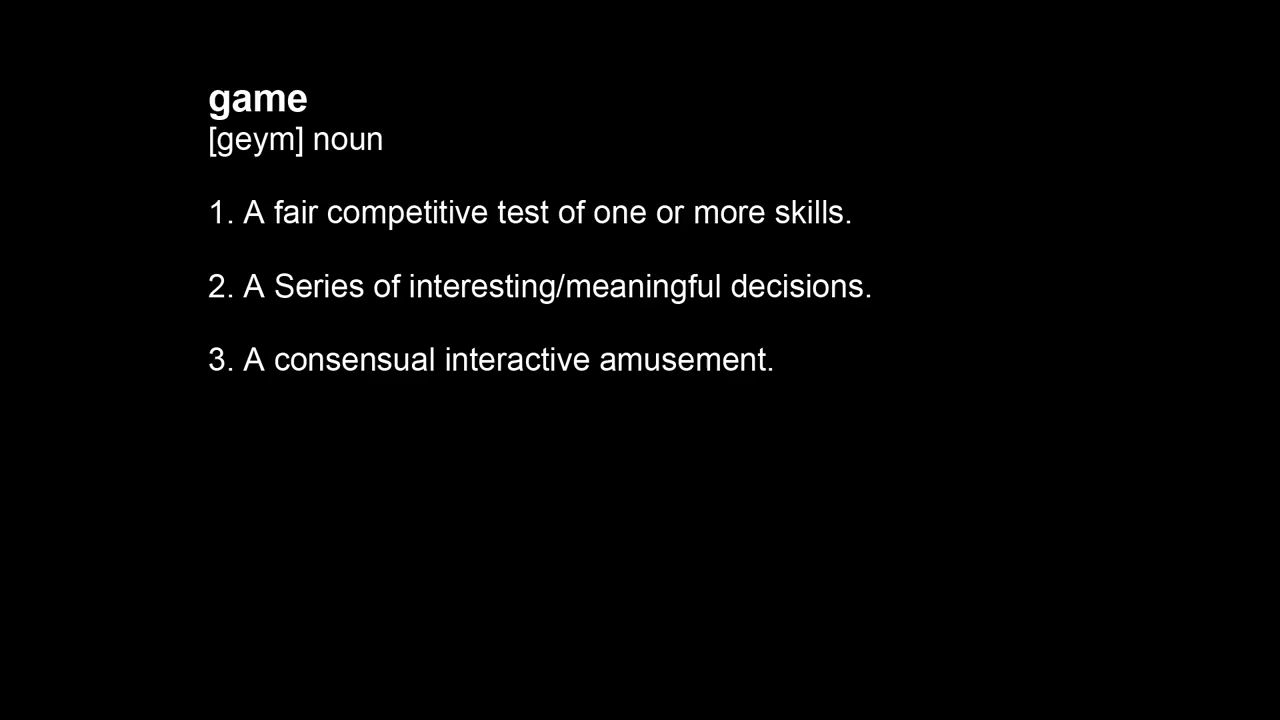 game
[geym] noun
1. A fair competitive test of one or more skills.
2. A Series of interesting/meaningful decisions.
3. A consensual interactive amusement.